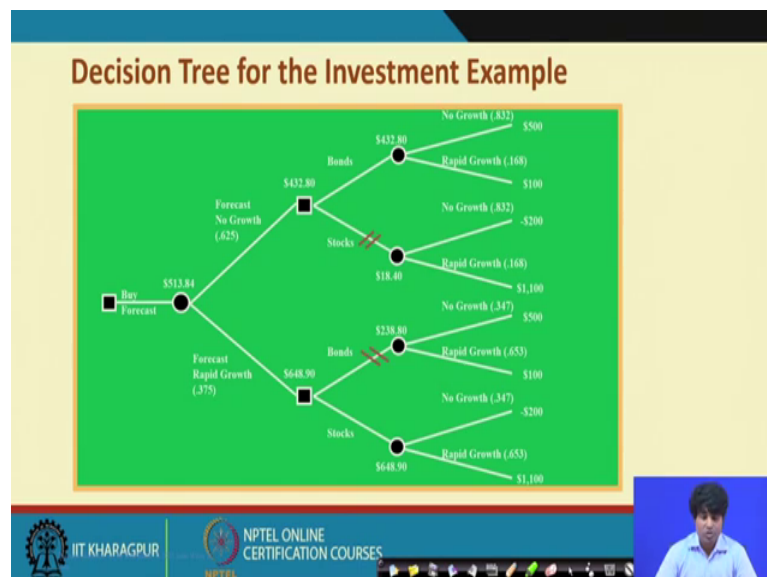 Decision Tree for the Investment Example
No Growth (.832)
$500
$432.80
Bonds
Rapid Growth (.168)
$100
$432.80
Forecast
No Growth
(.625)
No Growth (.832)
-$200
Stocks
Rapid Growth (.168)
$18.40
$1,100
$513.84
Buy
Forecast
No Growth (.347)
$500
$238.80
Bonds
Rapid Growth (.653)
$100
Forecast
Rapid Growth
(.375)
$648.90
No Growth (.347)
-$200
Stocks
Rapid Growth (.653)
$648.90
$1,100
IIT KHARAGPUR
NPTEL ONLINE
CERTIFICATION COURSES
NPTEL